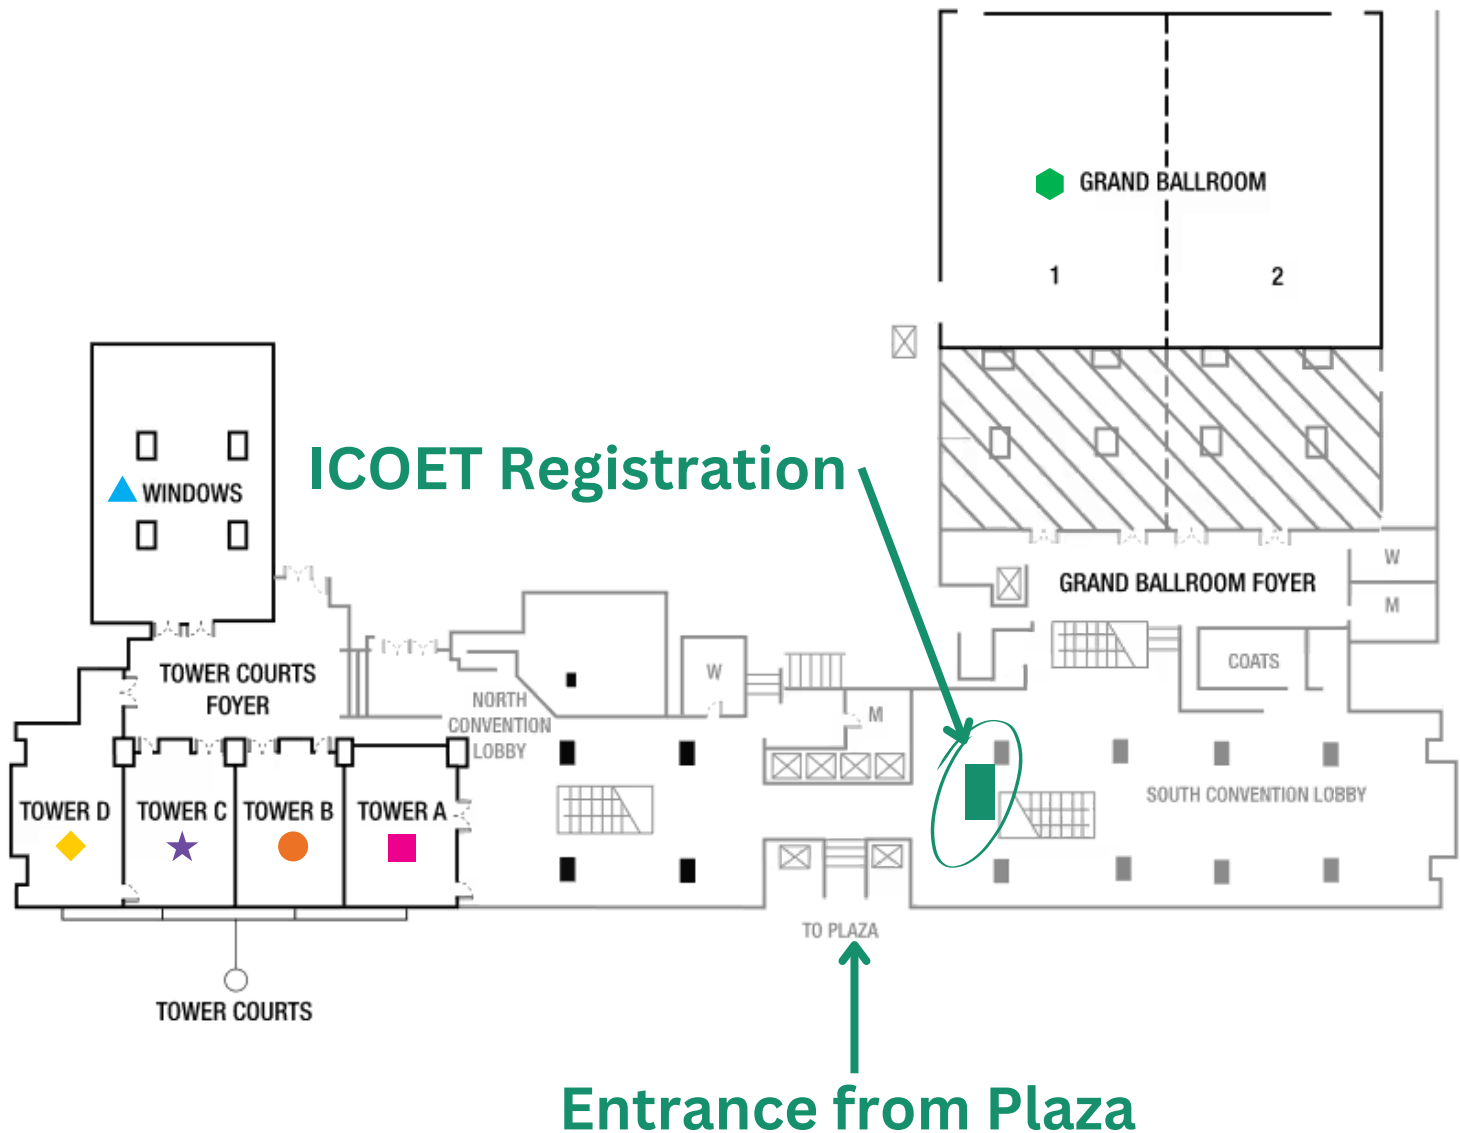 GRAND BALLROOM
1
2
ICOET Registration
WINDOWS
GRAND BALLROOM FOYER
W
M
COATS
TOWER COURTS
FOYER
NORTH
CONVENTION
LOBBY
W
M
TOWER D
TOWER C
TOWER B
TOWER A
SOUTH CONVENTION LOBBY
TO PLAZA
TOWER COURTS
Entrance from Plaza